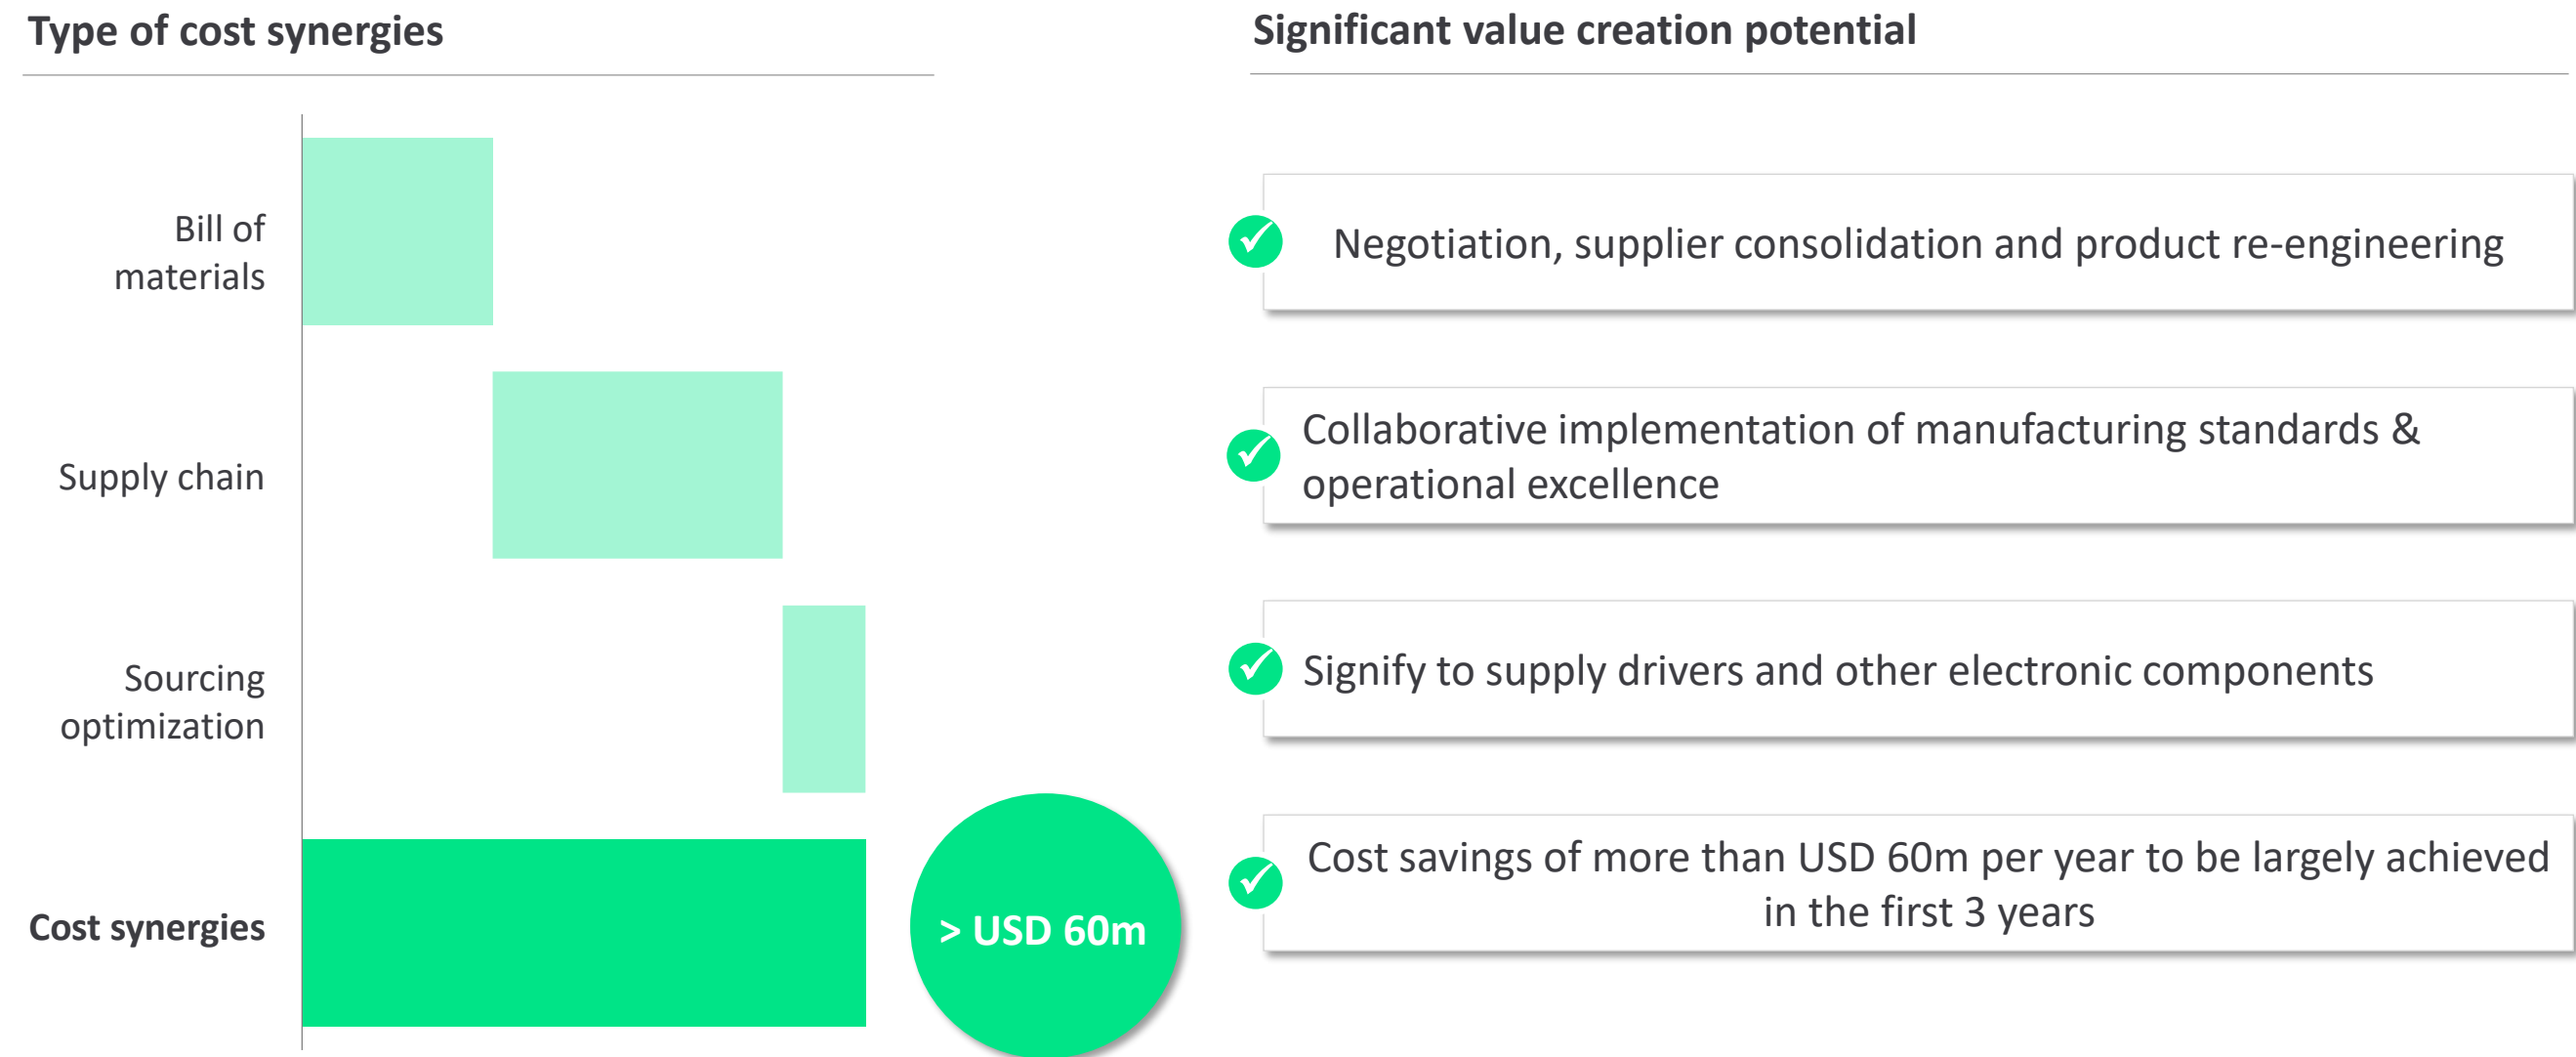 Type of cost synergies
Significant value creation potential
Bill of
materials
Negotiation, supplier consolidation and product re-engineering
Supply chain
Collaborative implementation of manufacturing standards &
operational excellence
Sourcing
optimization
Signify to supply drivers and other electronic components
Cost synergies
> USD 60m
Cost savings of more than USD 60m per year to be largely achieved
in the first 3 years